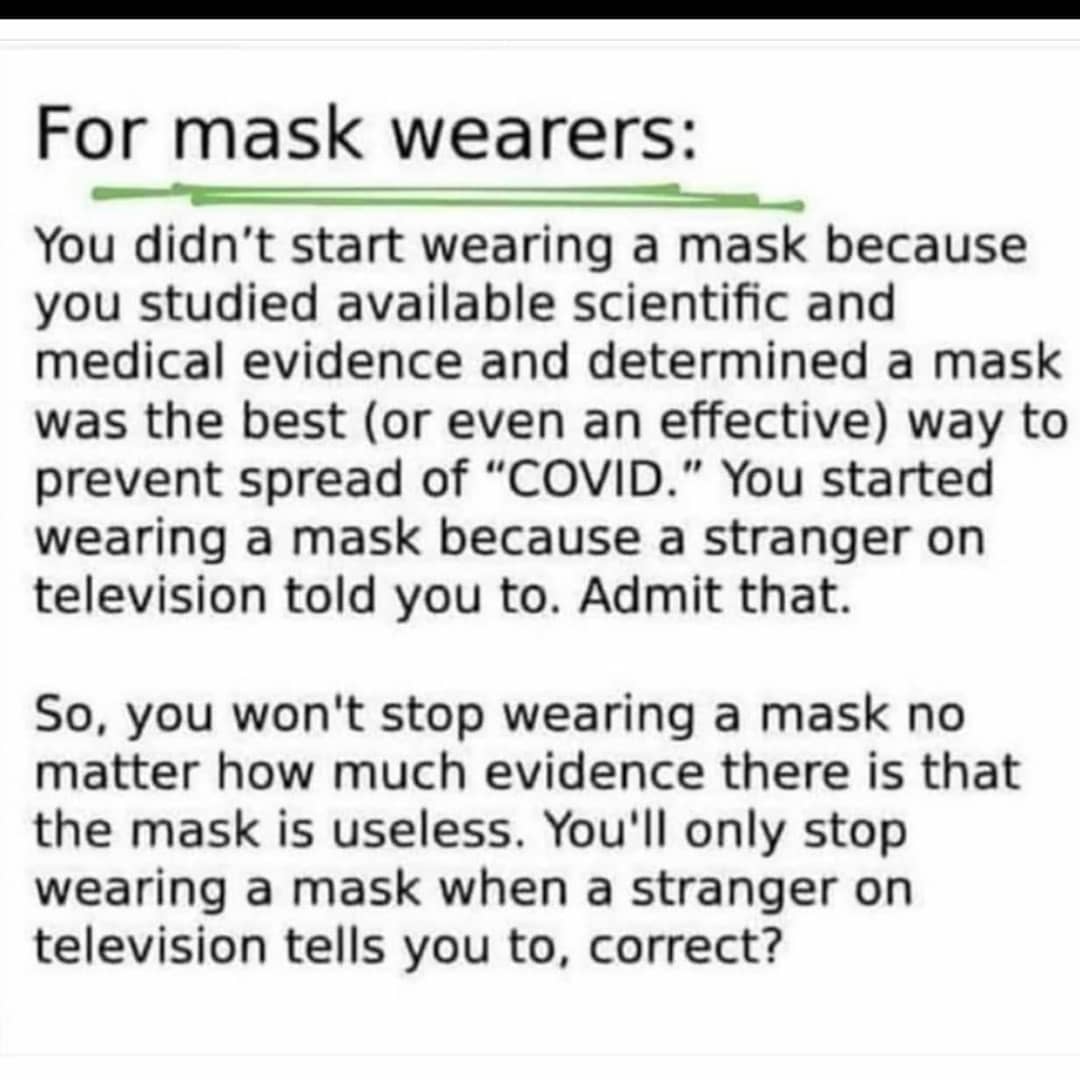 For mask wearers:
You didn’t start wearing a mask because
you studied available scientific and
medical evidence and determined a mask
was the best (or even an effective) way to
prevent spread of “COVID.” You started
wearing a mask because a stranger on
television told you to. Admit that.
So, you won't stop wearing a mask no
matter how much evidence there is that
the mask is useless. You'll only stop
wearing a mask when a stranger on
television tells you to, correct?